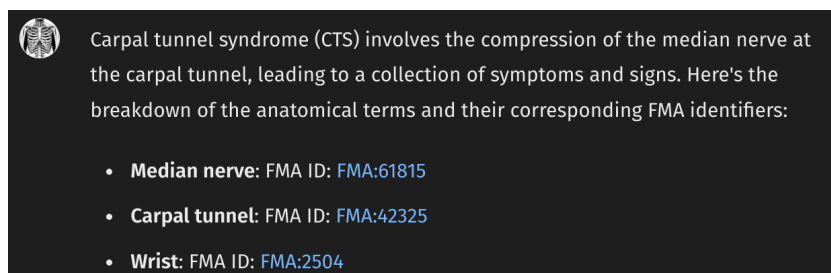 Carpal tunnel syndrome (CTS) involves the compression of the median nerve at
the carpal tunnel, leading to a collection of symptoms and signs. Here's the
breakdown of the anatomical terms and their corresponding FMA identifiers:
• Median nerve: FMA ID: FMA:61815
• Carpal tunnel: FMA ID: FMA:42325
• Wrist: FMA ID: FMA:2504